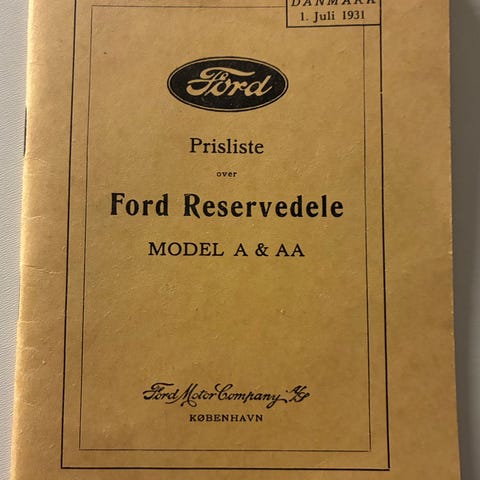 DANMARK
1. Juli 1931
Ford
Prisliste
over
Ford Reservedele
MODEL A & AA
Ford Motor Company A/S
KØBENHAVN